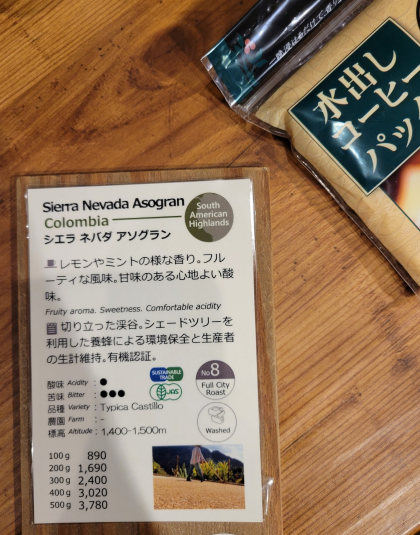 水出し
コーヒー
パッ
Sierra Nevada Asogran
Colombia
South
American
Highlands
シエラ ネバダ アソグラン
レモンやミントの様な香り。フル
ーティな風味。甘味のある心地よい酸
味。
Fruity aroma. Sweetness. Comfortable acidity
切り立った渓谷。シェードツリーを
利用した養蜂による環境保全と生産者
の生計維持。有機認証。
酸味 Acidity : ●
苦味 Bitter : ●●●
品種 Variety : Typica Castillo
農園 Farm : -
標高 Altitude : 1,400-1,500m
SUSTAINABLE
TRADE
JAS
No 8
Full City
Roast
Washed
100g 890
200g 1,690
300g 2,400
400g 3,020
500g 3,780